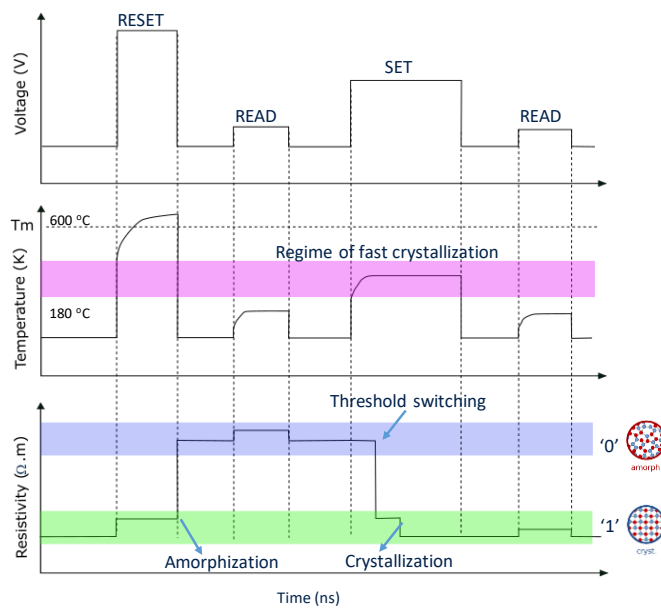 RESET
SET
READ
READ
Voltage (V)
Tm
600 °C
Regime of fast crystallization
180 °C
Temperature (K)
Threshold switching
'0'
amorph
'1'
cryst.
Resistivity (Ω.m)
Amorphization
Crystallization
Time (ns)